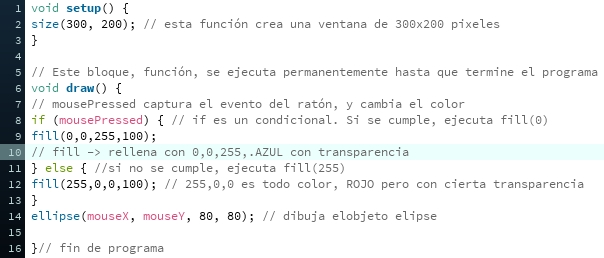 1 void setup() {
2 size(300, 200); // esta función crea una ventana de 300x200 pixeles
3 }
4
5 // Este bloque, función, se ejecuta permanentemente hasta que termine el programa
6 void draw() {
7 // mousePressed captura el evento del ratón, y cambia el color
8 if (mousePressed) { // if es un condicional. Si se cumple, ejecuta fill(0)
9 fill(0,0,255,100);
10 // fill -> rellena con 0,0,255,.AZUL con transparencia
11 } else { //si no se cumple, ejecuta fill(255)
12 fill(255,0,0,100); // 255,0,0 es todo color, ROJO pero con cierta transparencia
13 }
14 ellipse(mouseX, mouseY, 80, 80); // dibuja elobjeto elipse
15
16 }// fin de programa